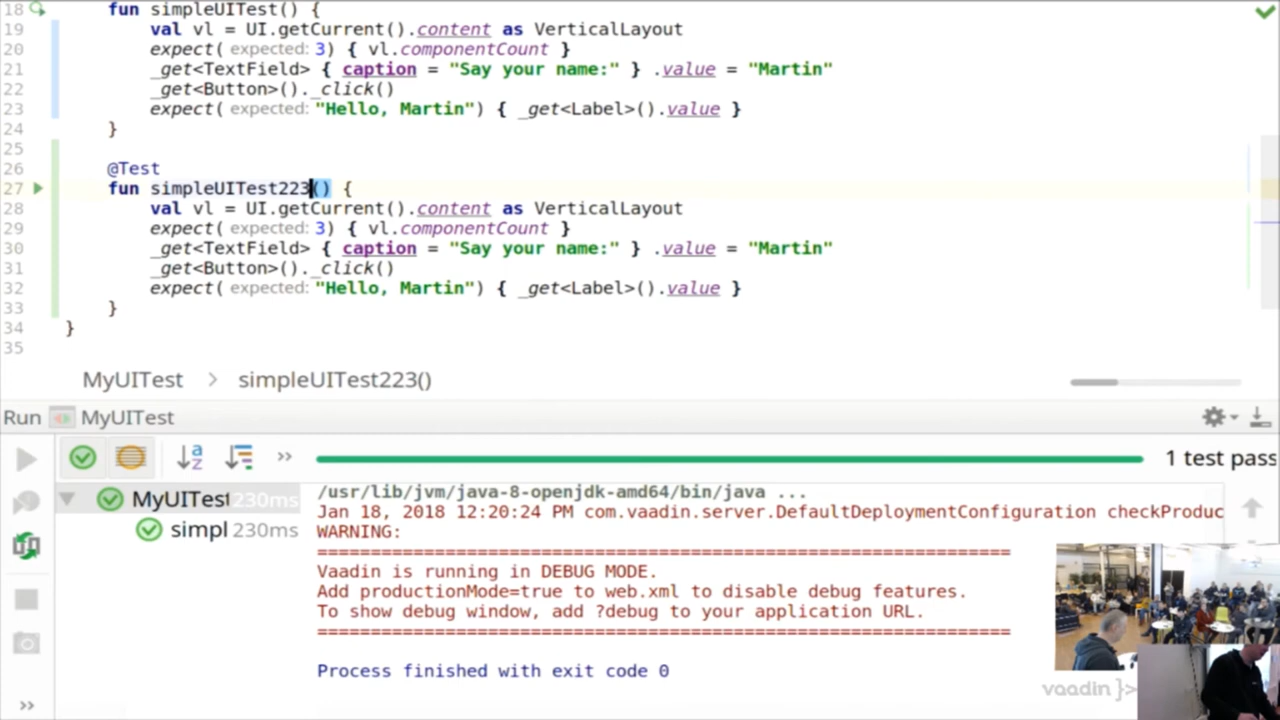 18 fun simpleUITest() {
19 val vl = UI.getCurrent().content as VerticalLayout
20 expect( expected: 3) { vl.componentCount }
21 _get<TextField> { caption = "Say your name:" } .value = "Martin"
22 _get<Button>()._click()
23 expect( expected: "Hello, Martin") { _get<Label>().value }
24 }
25
26 @Test
27 fun simpleUITest223() {
28 val vl = UI.getCurrent().content as VerticalLayout
29 expect( expected: 3) { vl.componentCount }
30 _get<TextField> { caption = "Say your name:" } .value = "Martin"
31 _get<Button>()._click()
32 expect( expected: "Hello, Martin") { _get<Label>().value }
33 }
34 }
35
MyUITest > simpleUITest223()
Run MyUITest
a z >> 1 test pass
MyUITest 230ms
simpl 230ms
/usr/lib/jvm/java-8-openjdk-amd64/bin/java ...
Jan 18, 2018 12:20:24 PM com.vaadin.server.DefaultDeploymentConfiguration checkProduc
WARNING:
=================================================================
Vaadin is running in DEBUG MODE.
Add productionMode=true to web.xml to disable debug features.
To show debug window, add ?debug to your application URL.
=================================================================
Process finished with exit code 0
vaadin }>
>>